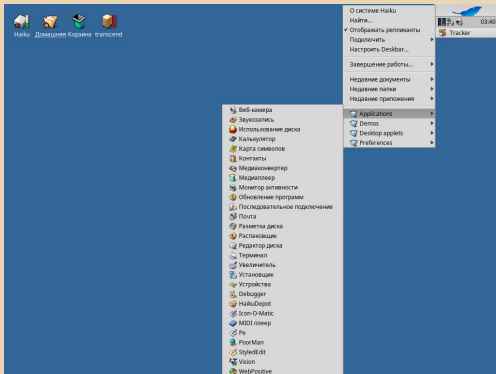 Haiku Домашняя Корзина transcend
О системе Haiku
Найти...
Отображать репликанты
Подключить
Настроить Deskbar...
Завершение работы...
Недавние документы
Недавние папки
Недавние приложения
Applications
Demos
Desktop applets
Preferences
03:40
Tracker
Веб-камера
Звукозапись
Использование диска
Калькулятор
Карта символов
Контакты
Медиаконвертер
Медиаплеер
Монитор активности
Обновление программ
Последовательное подключение
Почта
Разметка диска
Распаковщик
Редактор диска
Терминал
Увеличитель
Установщик
Устройства
Debugger
HaikuDepot
Icon-O-Matic
MIDI плеер
Pe
PoorMan
StyledEdit
Vision
WebPositive